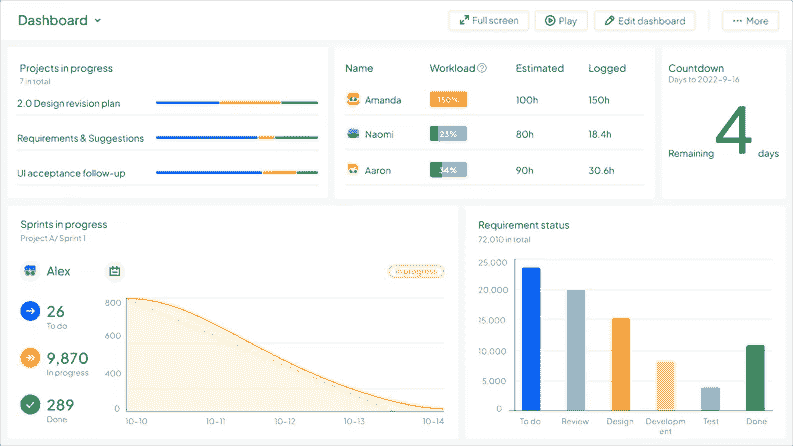 Dashboard
Full screen
Play
Edit dashboard
More
Projects in progress
7 in total
2.0 Design revision plan
Requirements & Suggestions
UI acceptance follow-up
Name Workload Estimated Logged
Amanda 150% 100h 150h
Naomi 23% 80h 18.4h
Aaron 34% 90h 30.6h
Countdown
Days to 2022-9-16
Remaining 4 days
Sprints in progress
Project A/ Sprint 1
Alex
In progress
26
To do
9,870
In progress
289
Done
800
600
400
0
10-10 10-11 10-12 10-13 10-14
Requirement status
72,010 in total
25,000
20,000
15,000
10,000
5,000
0
To do Review Design Developm Test Done
ent